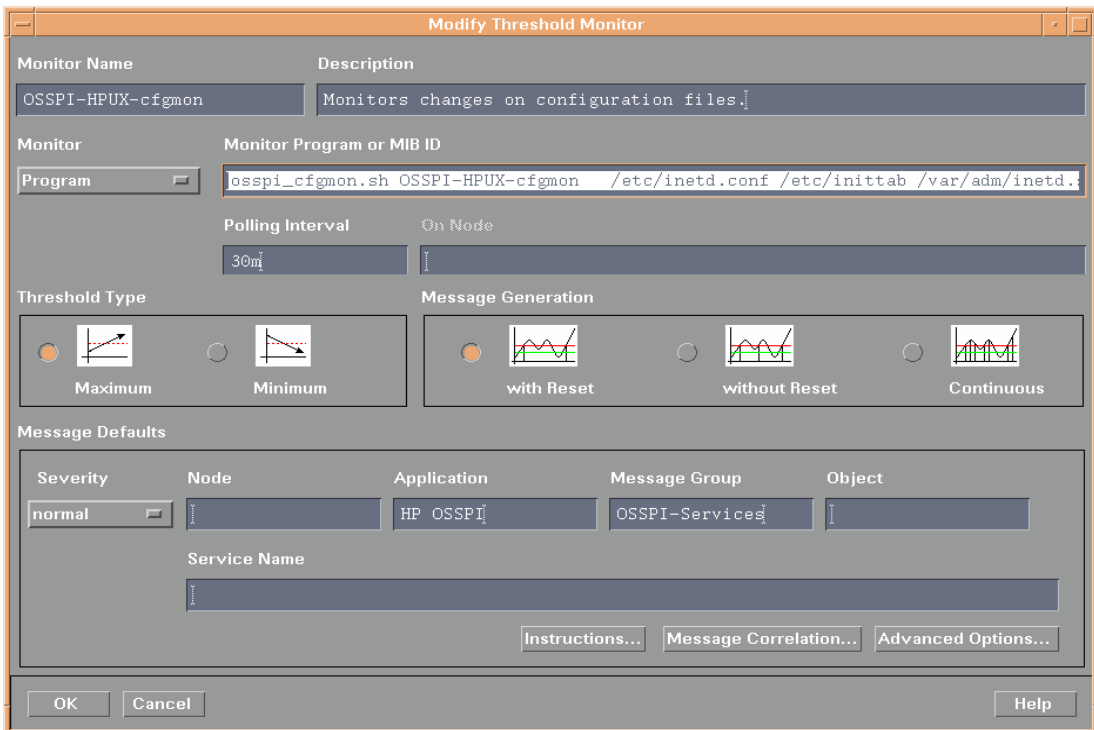 Modify Threshold Monitor
Monitor Name Description
OSSPI-HPUX-cfgmon Monitors changes on configuration files.
Monitor Monitor Program or MIB ID
Program osspi_cfgmon.sh OSSPI-HPUX-cfgmon /etc/inetd.conf /etc/inittab /var/adm/inetd.
Polling Interval On Node
30m
Threshold Type Message Generation
Maximum Minimum with Reset without Reset Continuous
Message Defaults
Severity Node Application Message Group Object
normal HP OSSPI OSSPI-Services
Service Name
Instructions... Message Correlation... Advanced Options...
OK Cancel Help